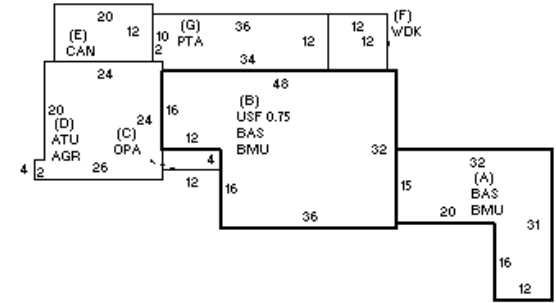 20
(E)
CAN
12
10
2
(G)
PTA
36
12
34
12
12
(F)
WDK
24
20
(D)
ATU
AGR
24
(C)
OPA
4
2
26
16
12
4
12
16
48
(B)
USF 0.75
BAS
BMU
32
36
32
(A)
BAS
BMU
15
20
31
16
12